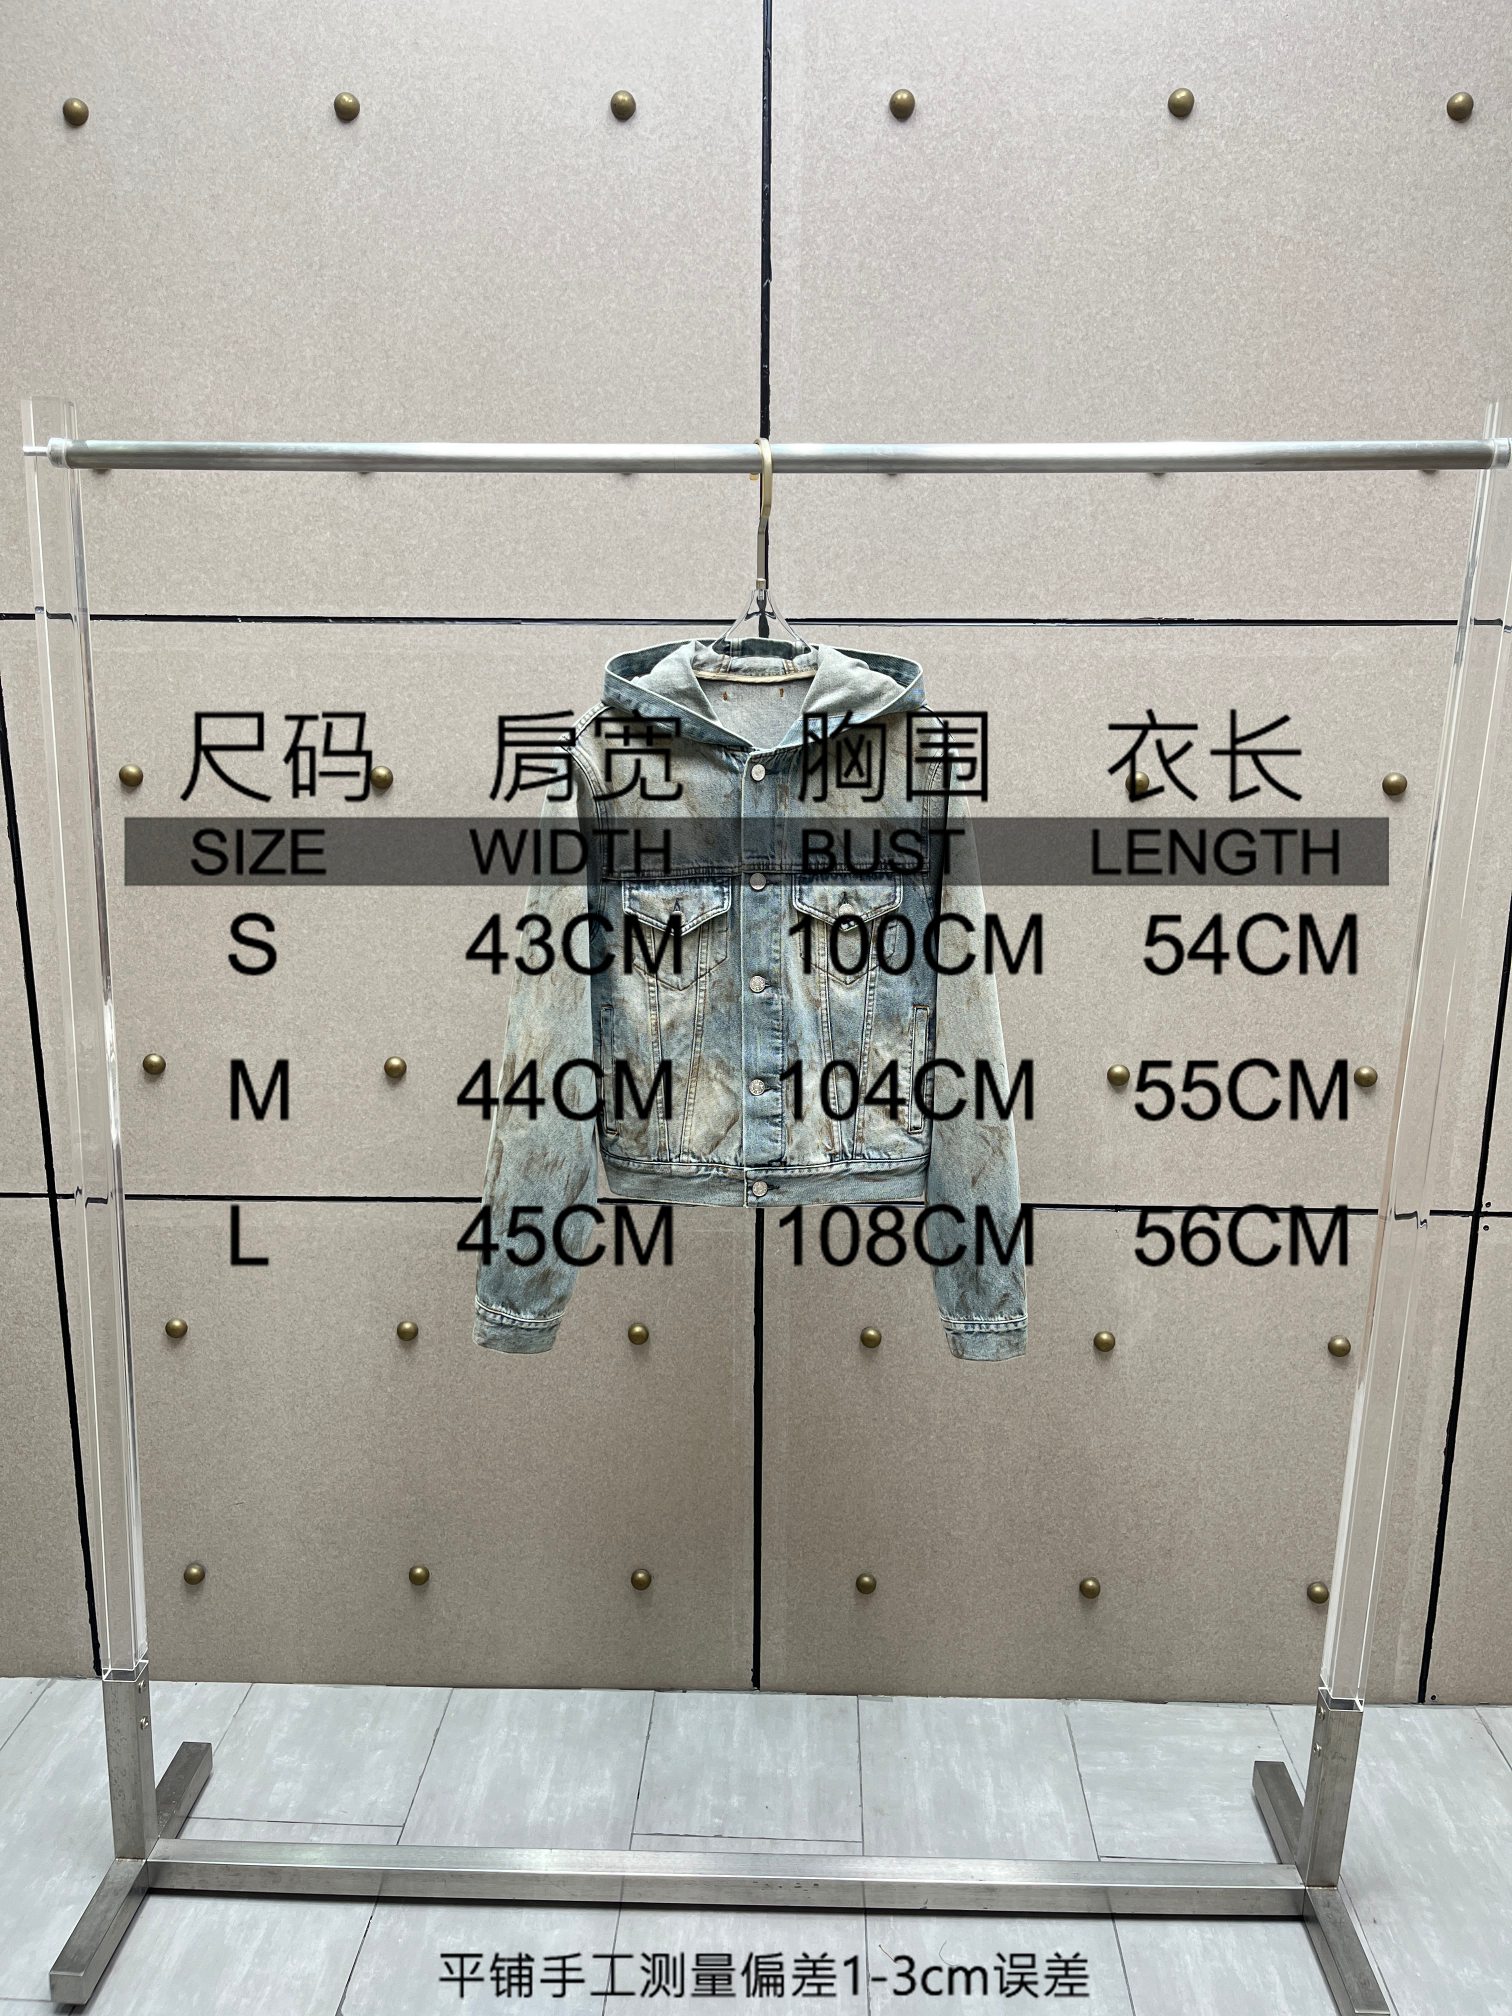 尺码 肩宽 胸围 衣长
SIZE WIDTH BUST LENGTH
S 43CM 100CM 54CM
M 44CM 104CM 55CM
L 45CM 108CM 56CM
平铺手工测量偏差1-3cm误差